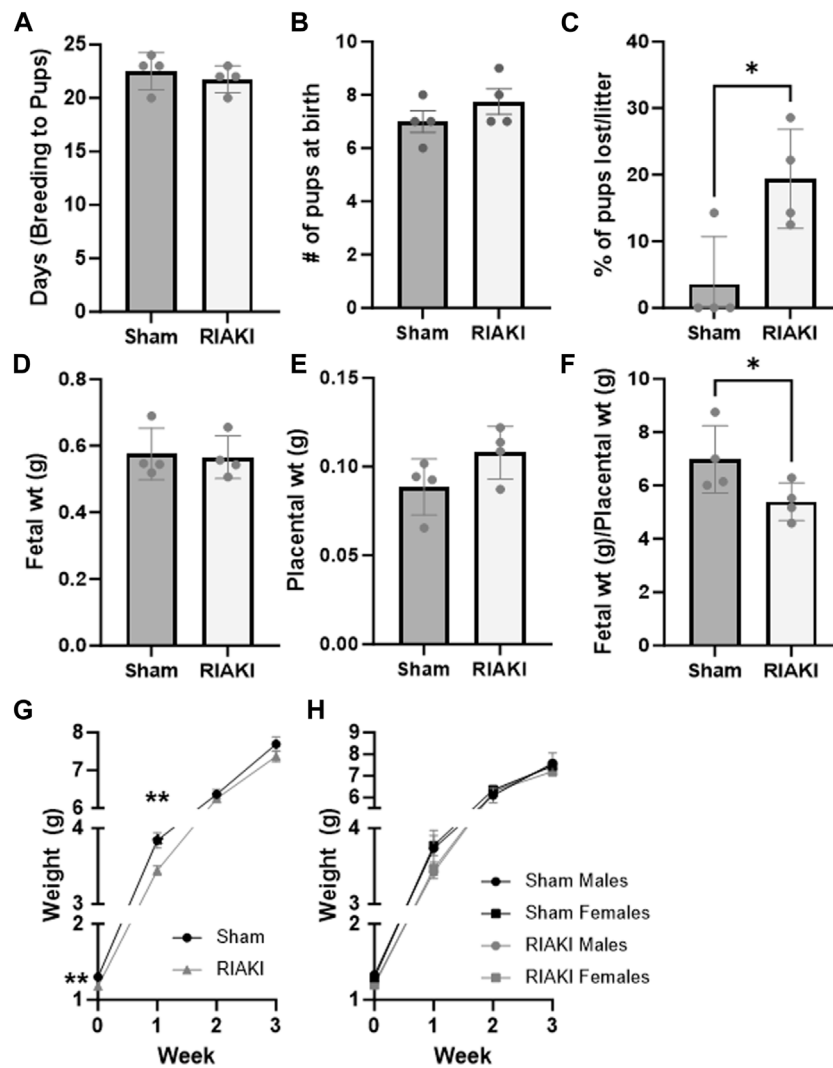 A
Days (Breeding to Pups)
25
20
15
10
5
0
Sham RIAKI
B
# of pups at birth
10
8
6
4
2
0
Sham RIAKI
C
% of pups lost/litter
40
30
20
10
0
*
Sham RIAKI
D
Fetal wt (g)
0.8
0.6
0.4
0.2
0.0
Sham RIAKI
E
Placental wt (g)
0.15
0.10
0.05
0.00
Sham RIAKI
F
Fetal wt (g)/Placental wt (g)
10
8
6
4
2
0
*
Sham RIAKI
G
Weight (g)
8
7
6
4
3
2
1
**
**
Sham
RIAKI
0 1 2 3
Week
H
Weight (g)
9
8
7
6
4
3
2
1
Sham Males
Sham Females
RIAKI Males
RIAKI Females
0 1 2 3
Week